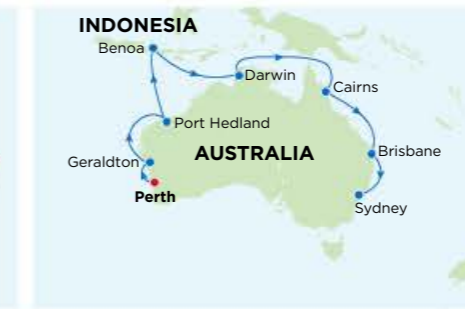 INDONESIA
Benoa
Darwin
Cairns
Port Hedland
Geraldton
AUSTRALIA
Brisbane
Perth
Sydney